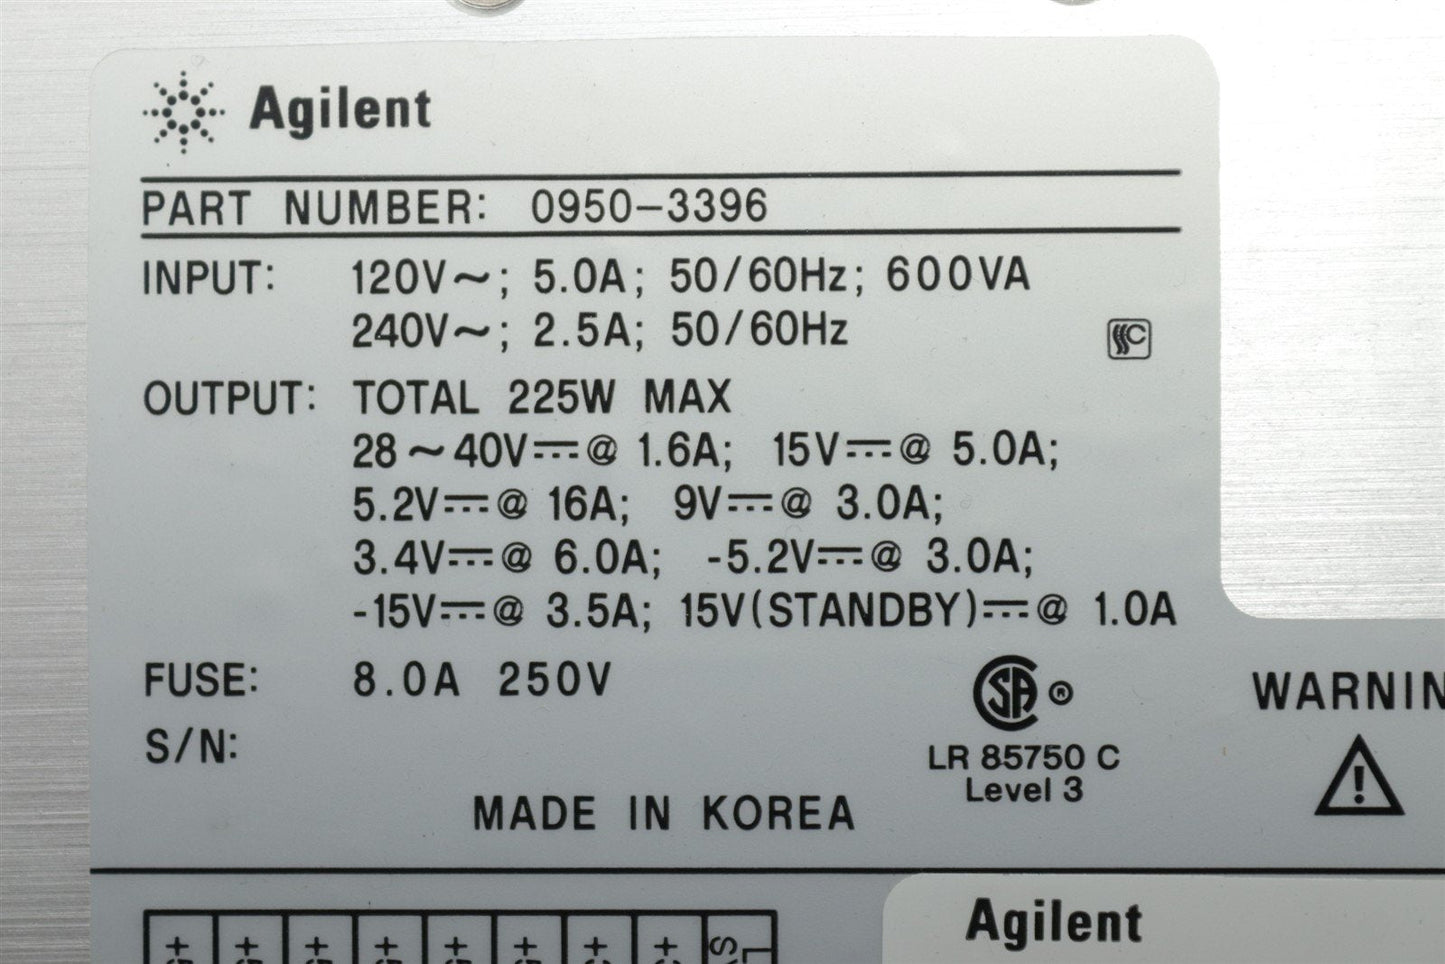 Agilent
PART NUMBER: 0950-3396
INPUT: 120V~; 5.0A; 50/60Hz; 600VA
240V~; 2.5A; 50/60Hz
OUTPUT: TOTAL 225W MAX
28~40V⎓@ 1.6A; 15V⎓@ 5.0A;
5.2V⎓@ 16A; 9V⎓@ 3.0A;
3.4V⎓@ 6.0A; -5.2V⎓@ 3.0A;
-15V⎓@ 3.5A; 15V(STANDBY)⎓@ 1.0A
FUSE: 8.0A 250V
S/N:
SA ®
LR 85750 C
Level 3
MADE IN KOREA
WARNIN
Agilent